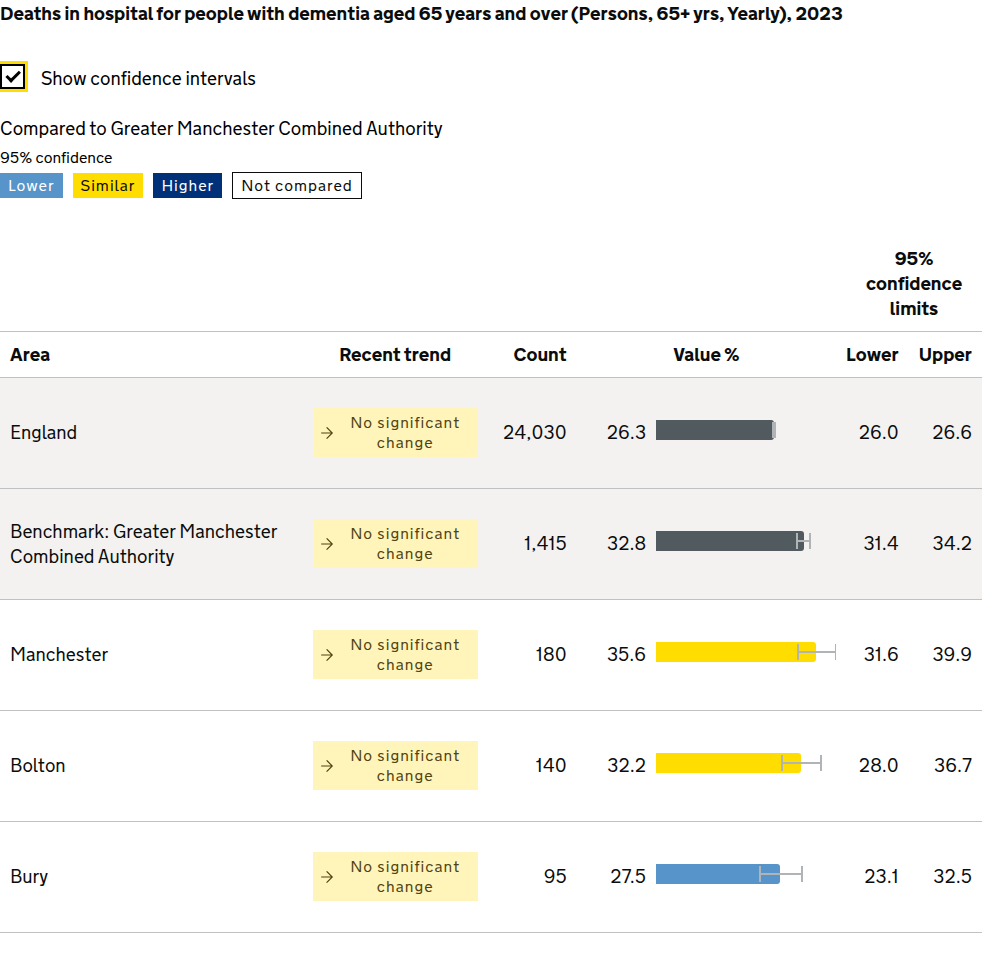 Deaths in hospital for people with dementia aged 65 years and over (Persons, 65+ yrs, Yearly), 2023
Show confidence intervals
Compared to Greater Manchester Combined Authority
95% confidence
Lower Similar Higher Not compared
95%
confidence
limits
Area Recent trend Count Value % Lower Upper
England → No significant change 24,030 26.3 26.0 26.6
Benchmark: Greater Manchester Combined Authority → No significant change 1,415 32.8 31.4 34.2
Manchester → No significant change 180 35.6 31.6 39.9
Bolton → No significant change 140 32.2 28.0 36.7
Bury → No significant change 95 27.5 23.1 32.5